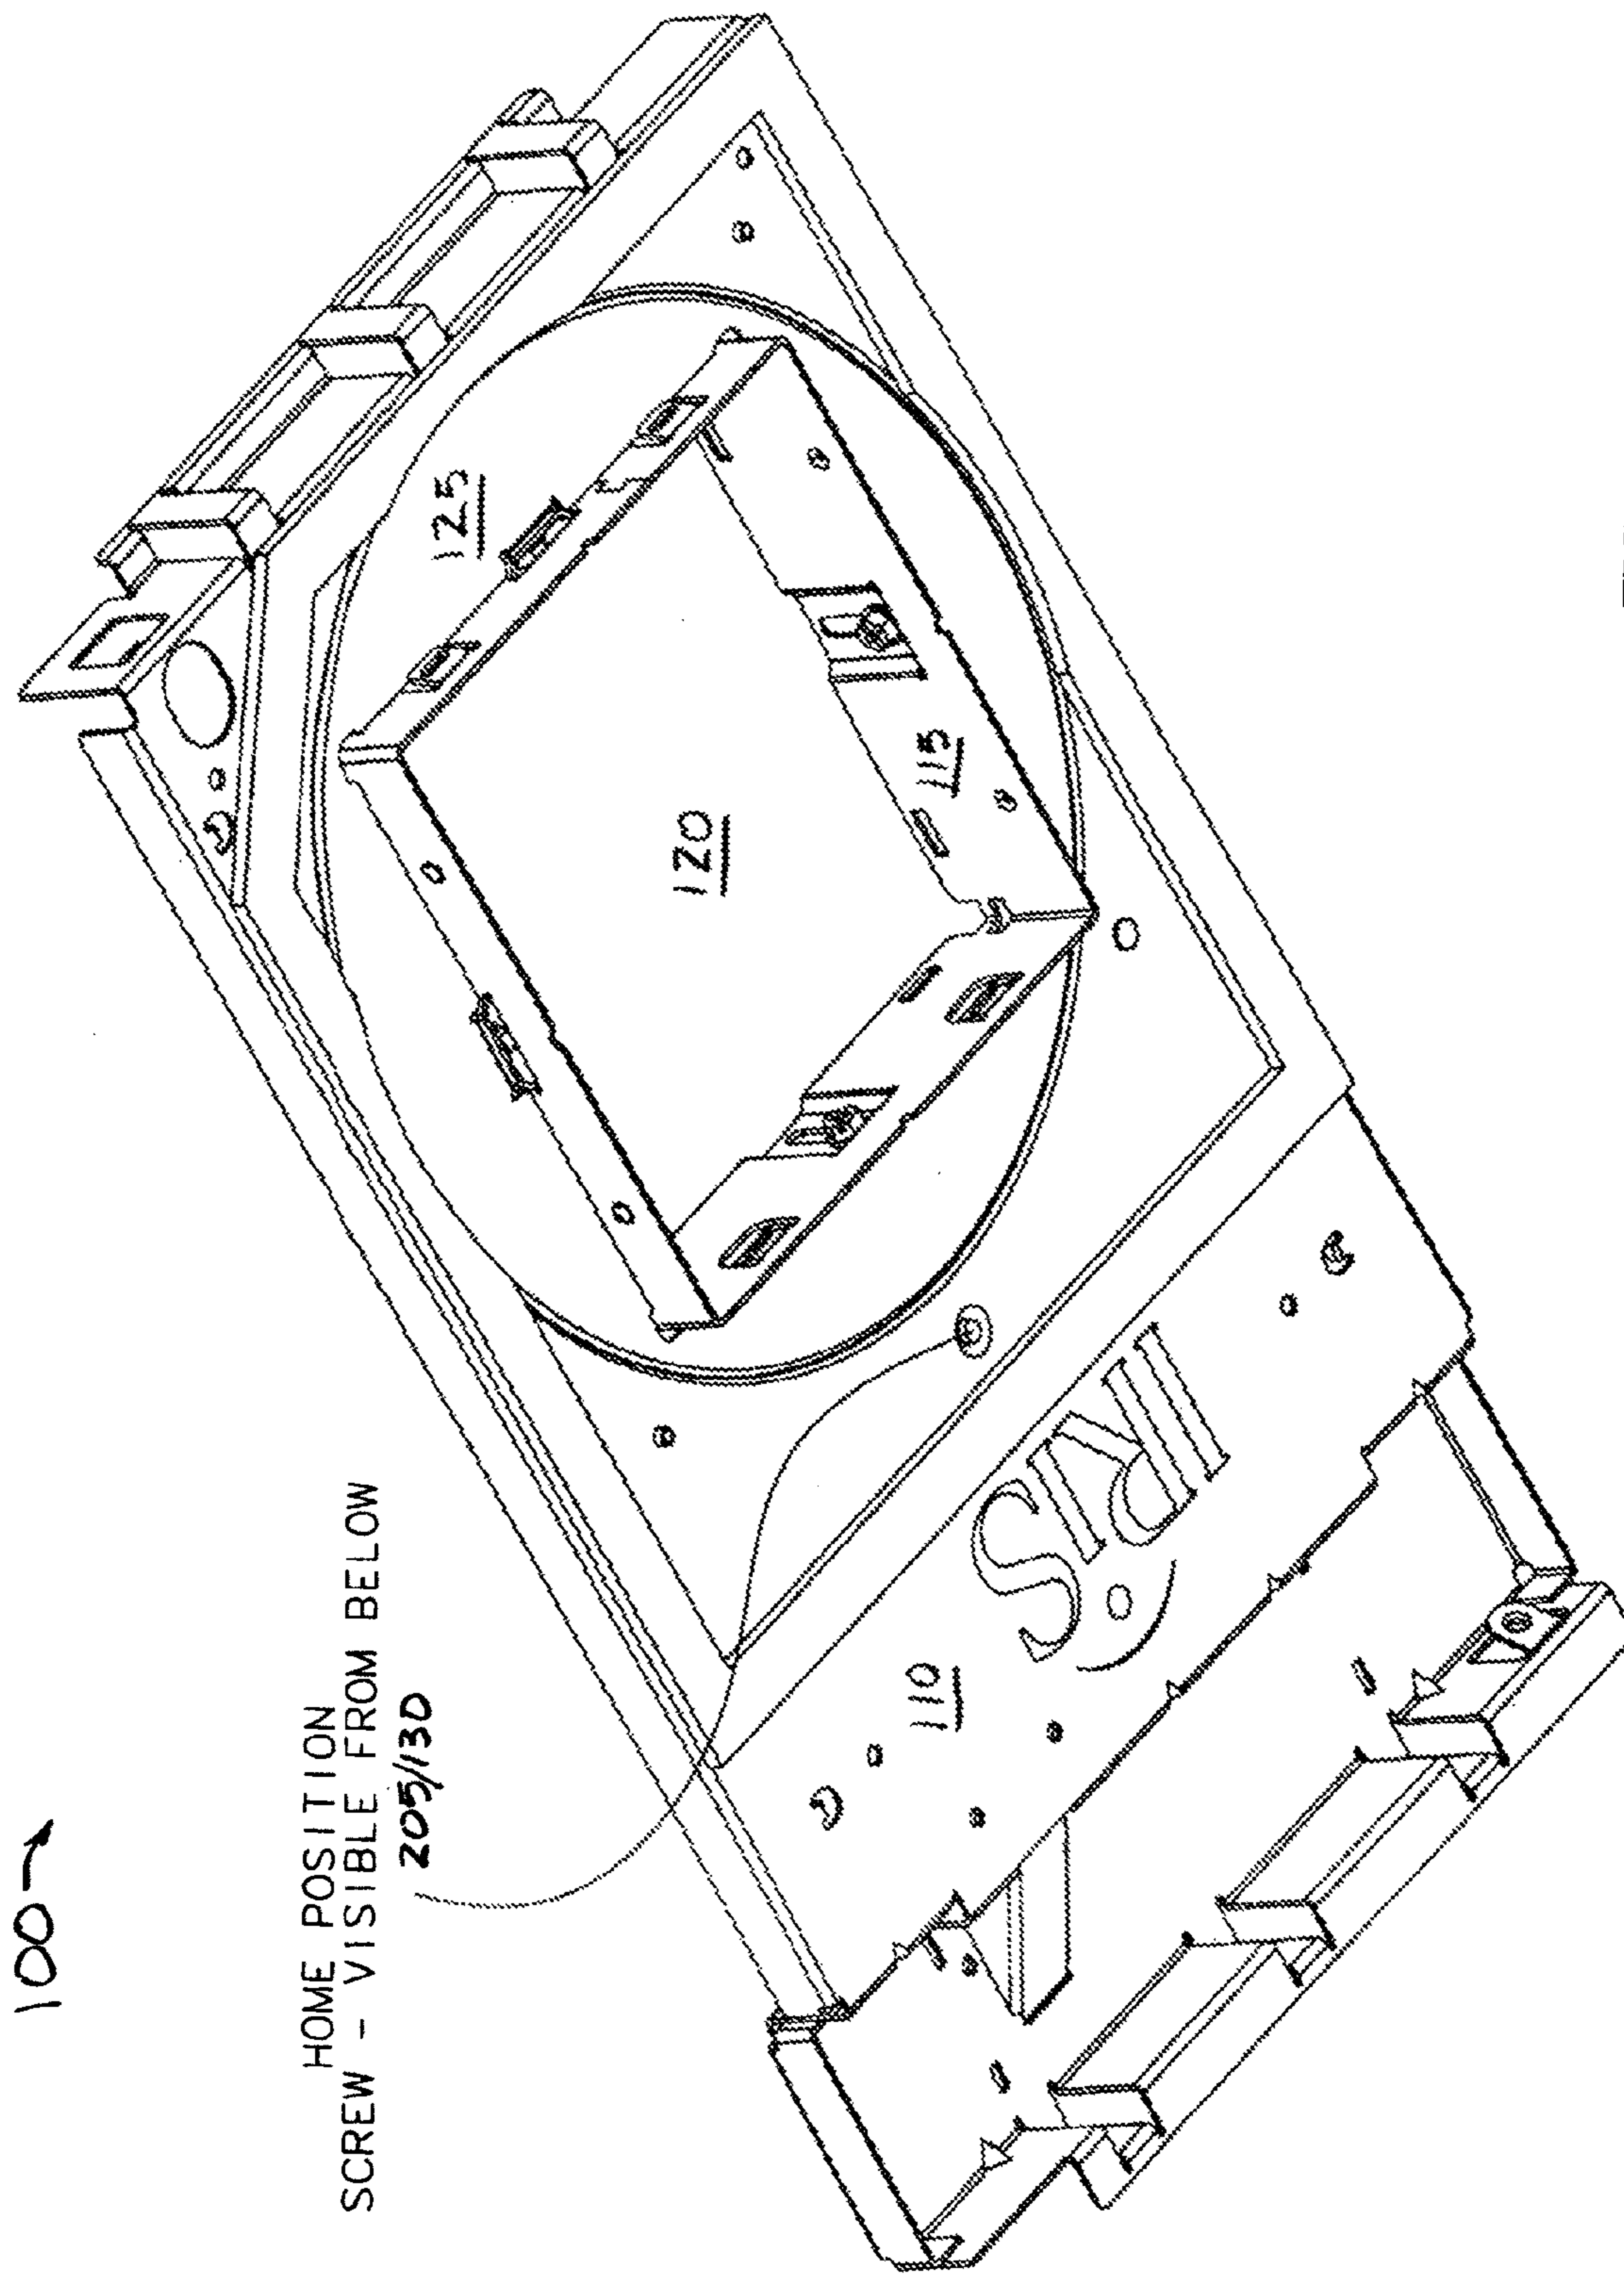 100
HOME POSITION
SCREW - VISIBLE FROM BELOW
205/130
125
120
115
110
IRIS